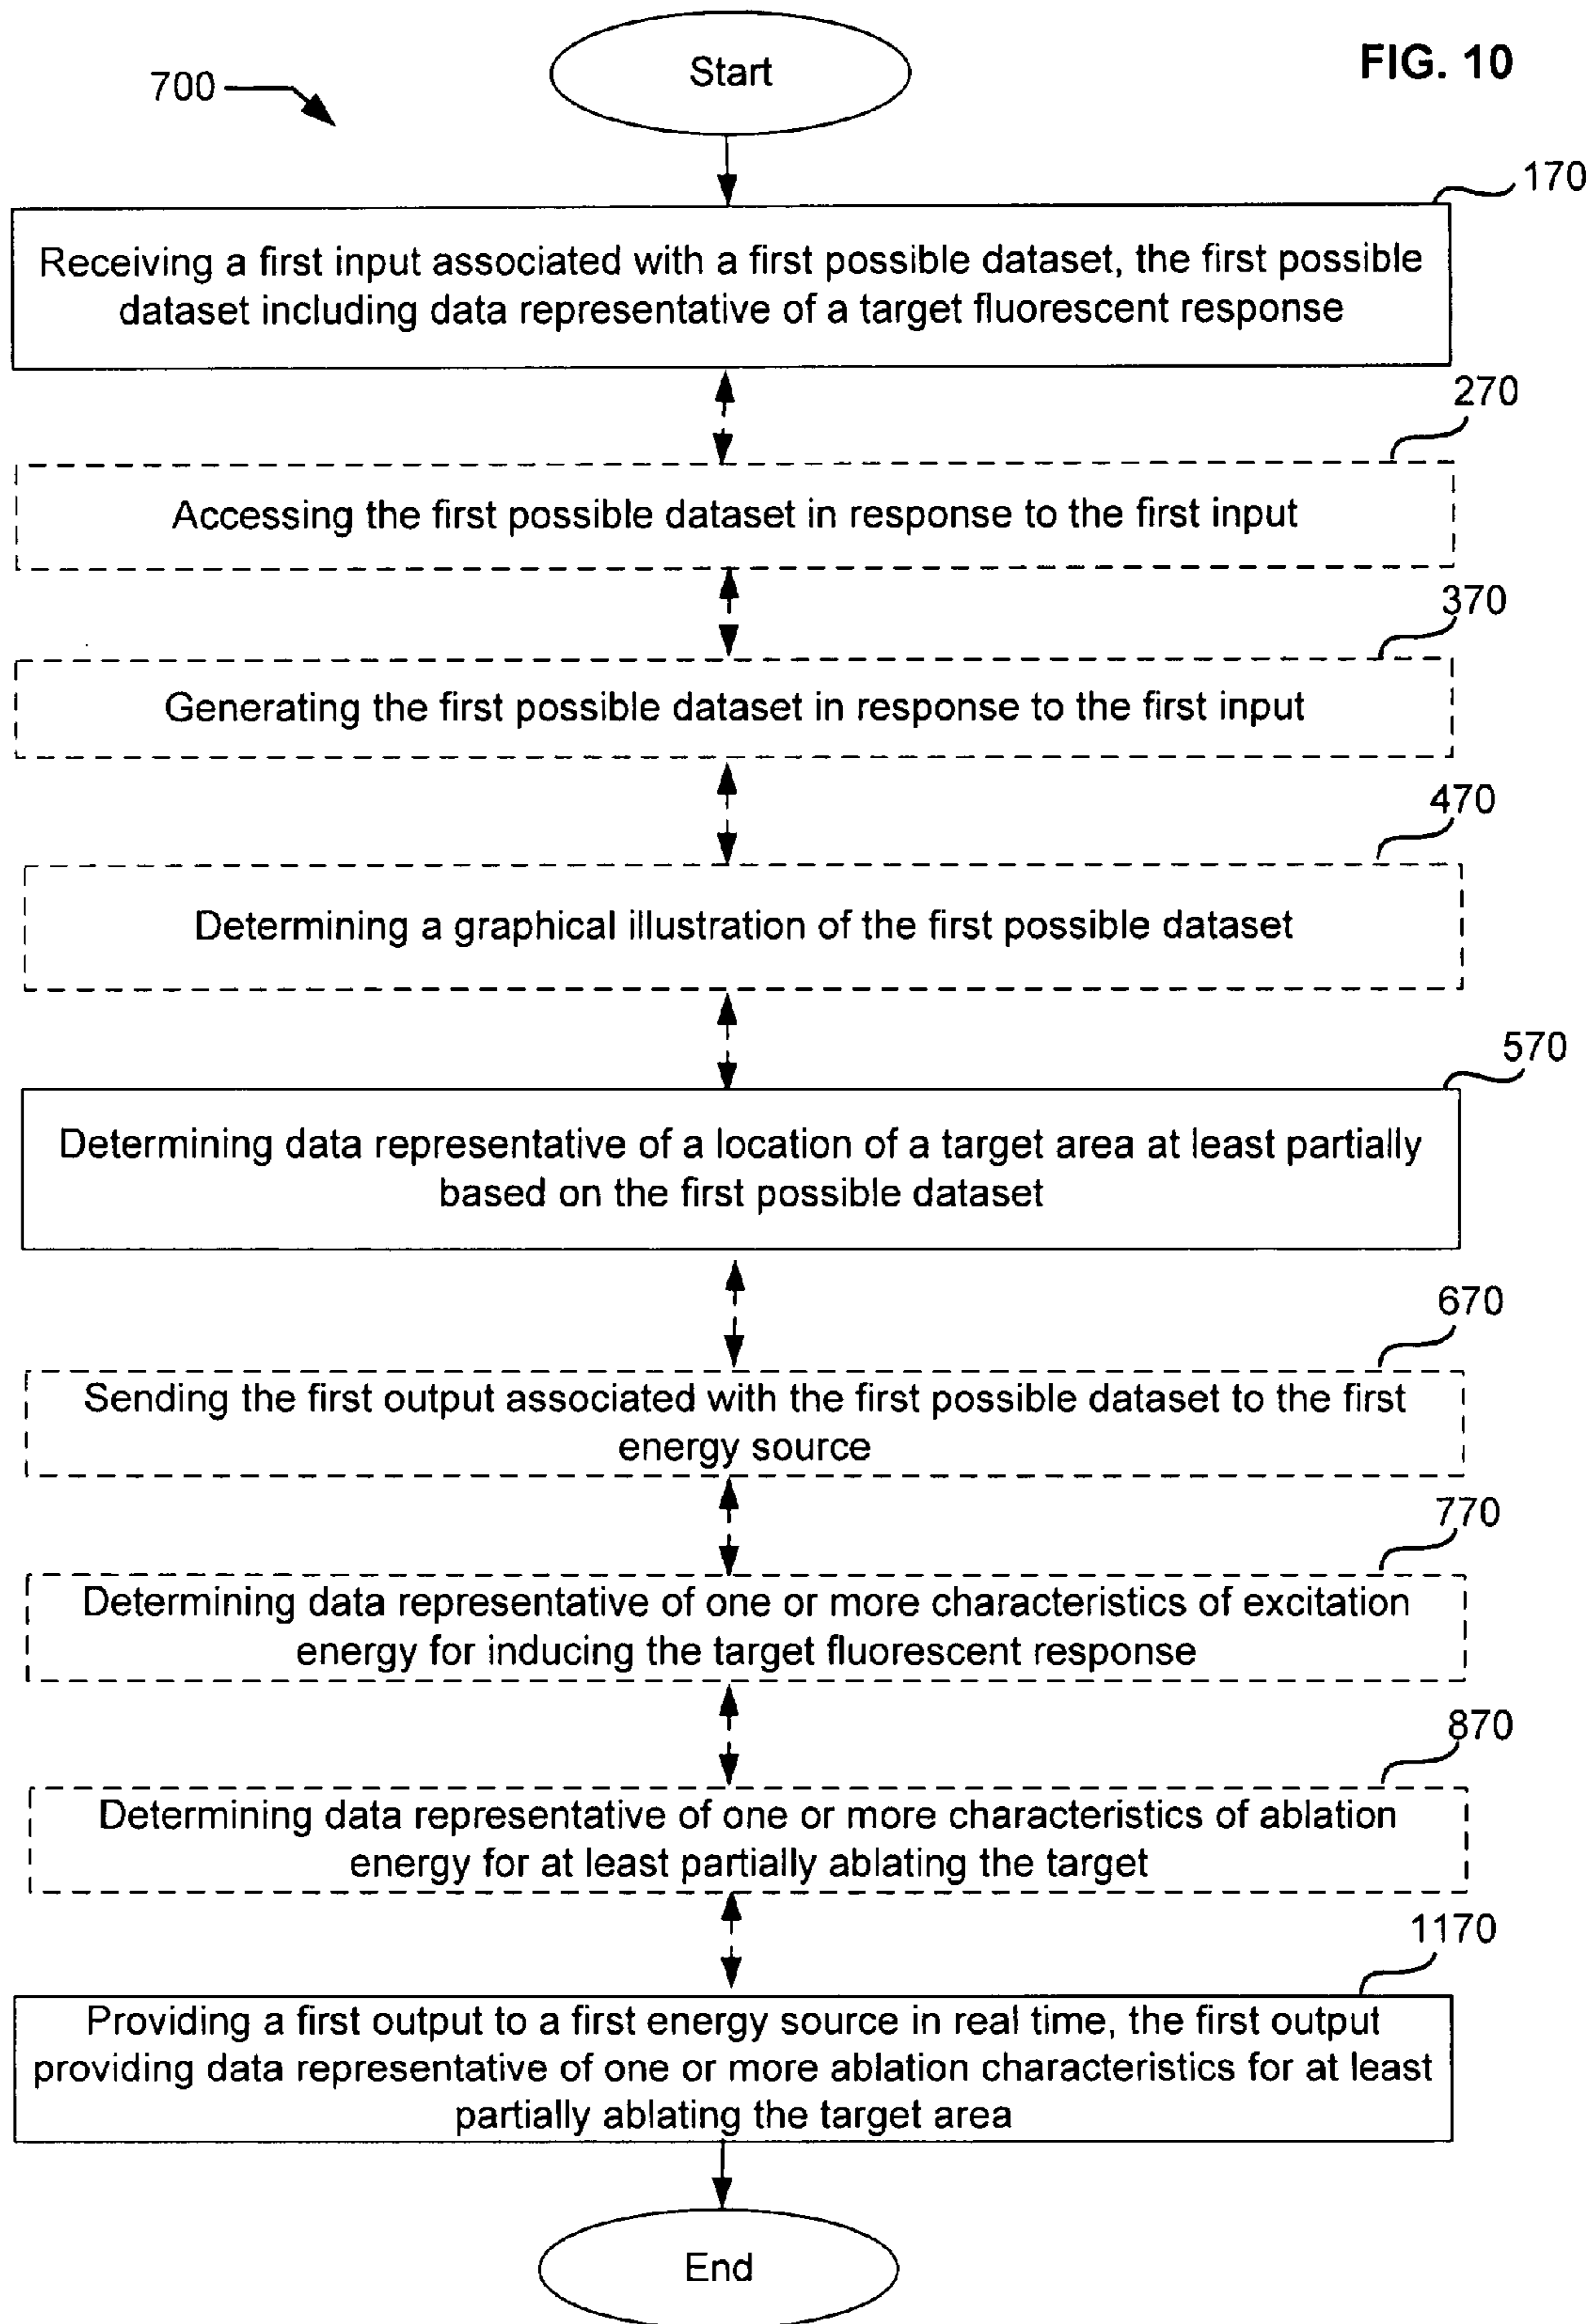 FIG. 10
700
Start
170
Receiving a first input associated with a first possible dataset, the first possible
dataset including data representative of a target fluorescent response
270
Accessing the first possible dataset in response to the first input
370
Generating the first possible dataset in response to the first input
470
Determining a graphical illustration of the first possible dataset
570
Determining data representative of a location of a target area at least partially
based on the first possible dataset
670
Sending the first output associated with the first possible dataset to the first
energy source
770
Determining data representative of one or more characteristics of excitation
energy for inducing the target fluorescent response
870
Determining data representative of one or more characteristics of ablation
energy for at least partially ablating the target
1170
Providing a first output to a first energy source in real time, the first output
providing data representative of one or more ablation characteristics for at least
partially ablating the target area
End